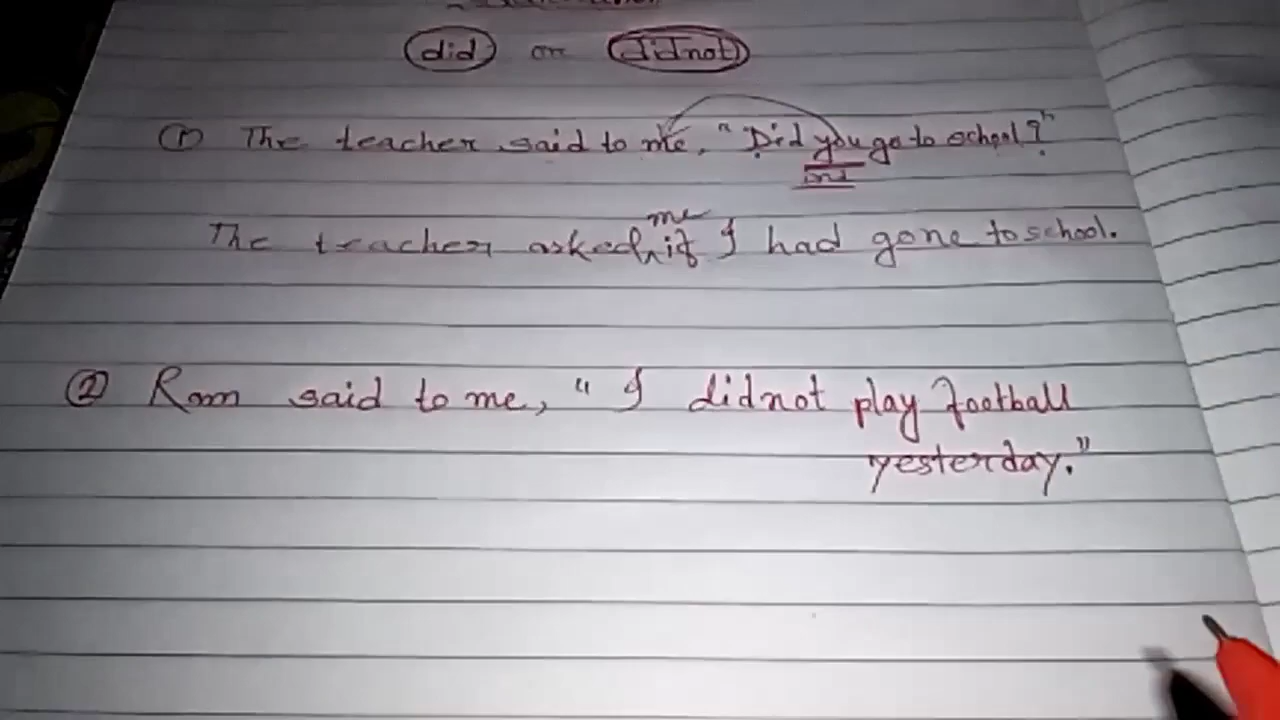 did or didnot
① The teacher said to me, "Did you go to school?"
2nd
me
The teacher asked if I had gone to school.
② Ram said to me, "I didnot play football
yesterday."